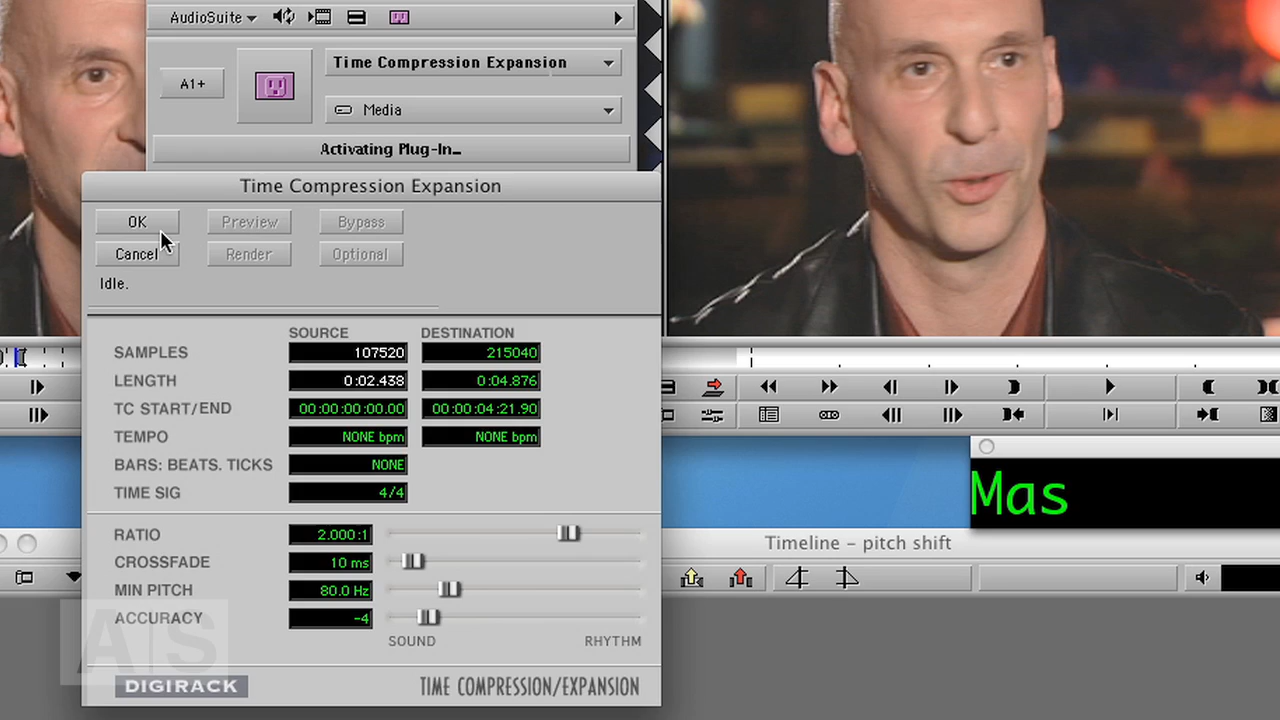 AudioSuite
A1+
Time Compression Expansion
Media
Activating Plug-In...
Time Compression Expansion
OK Preview Bypass
Cancel Render Optional
Idle.
SOURCE DESTINATION
SAMPLES 107520 215040
LENGTH 0:02.438 0:04.876
TC START/END 00:00:00:00.00 00:00:04:21.90
TEMPO NONE bpm NONE bpm
BARS: BEATS. TICKS NONE
TIME SIG 4/4
RATIO 2.000:1
CROSSFADE 10 ms
MIN PITCH 80.0 Hz
ACCURACY -4
SOUND RHYTHM
DIGIRACK TIME COMPRESSION/EXPANSION
Mas
Timeline - pitch shift
A|S